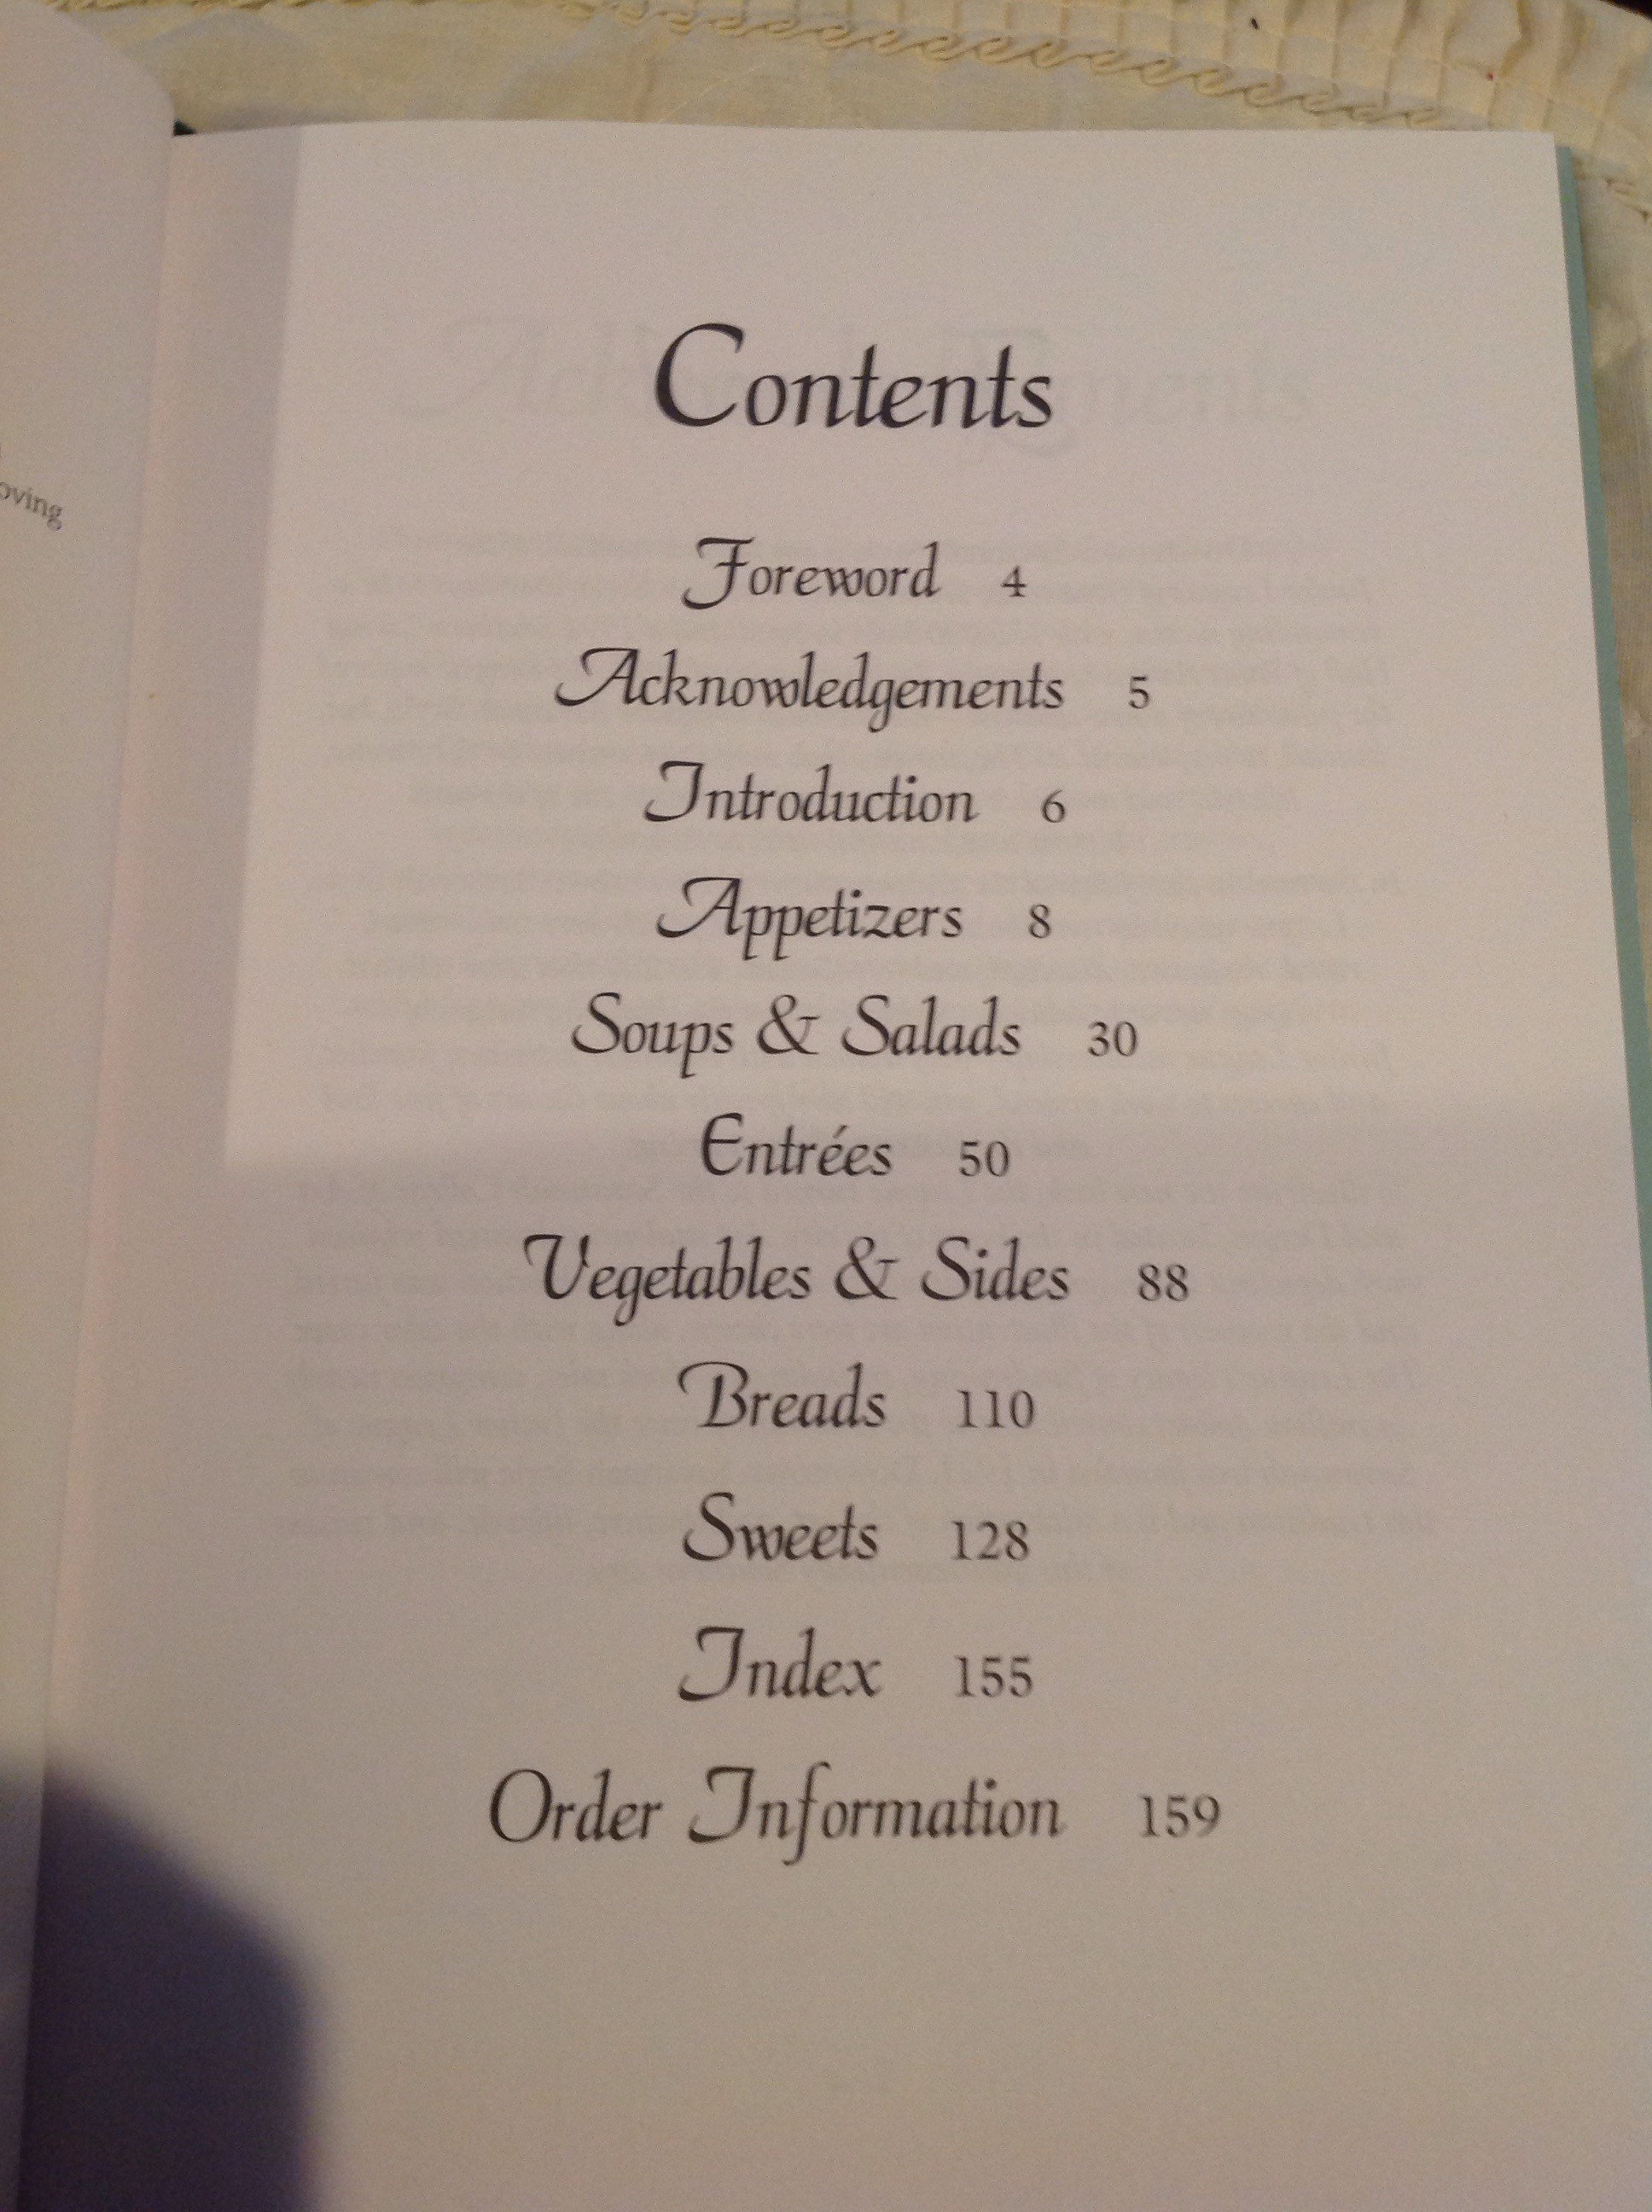 oving
Contents
Foreword 4
Acknowledgements 5
Introduction 6
Appetizers 8
Soups & Salads 30
Entrées 50
Vegetables & Sides 88
Breads 110
Sweets 128
Index 155
Order Information 159